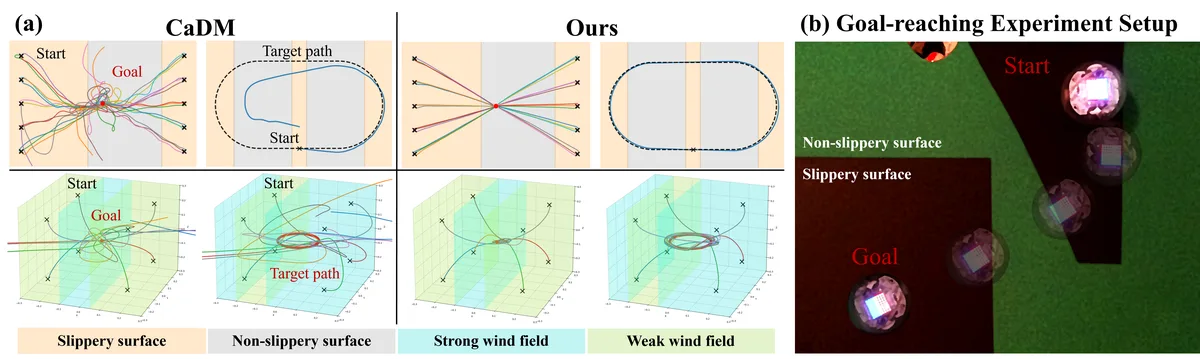 (a)
CaDM
Ours
(b) Goal-reaching Experiment Setup
Start
Goal
Target path
Start
Start
Goal
Start
Target path
Slippery surface
Non-slippery surface
Strong wind field
Weak wind field
Start
Non-slippery surface
Slippery surface
Goal